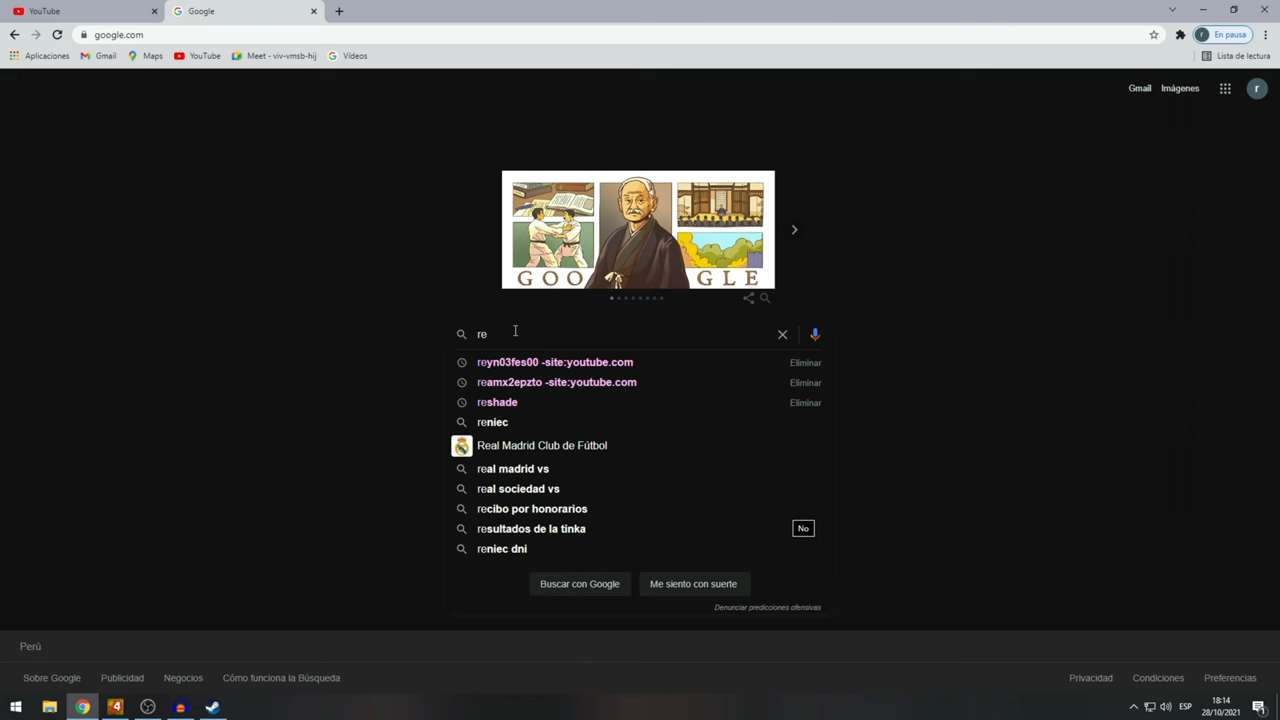 YouTube
Google
google.com
En pausa
Aplicaciones
Gmail
Maps
YouTube
Meet - viv-vmsb-hij
Vídeos
Lista de lectura
Gmail
Imágenes
r
GOO GLE
re
reyn03fes00 -site:youtube.com
Eliminar
reamx2epzto -site:youtube.com
Eliminar
reshade
Eliminar
reniec
Real Madrid Club de Fútbol
real madrid vs
real sociedad vs
recibo por honorarios
resultados de la tinka
No
reniec dni
Buscar con Google
Me siento con suerte
Denunciar predicciones ofensivas
Perú
Sobre Google
Publicidad
Negocios
Cómo funciona la Búsqueda
Privacidad
Condiciones
Preferencias
ESP
18:14
28/10/2021